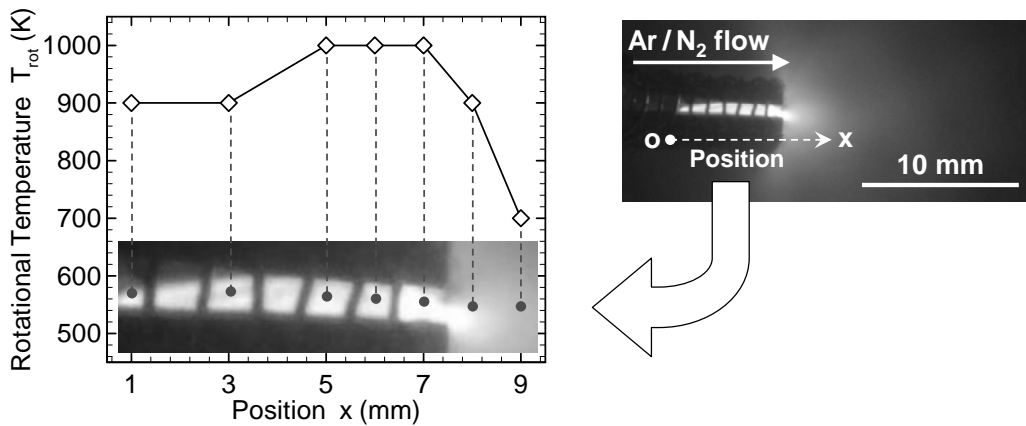 Rotational Temperature T_rot (K)
1000
900
800
700
600
500
1 3 5 7 9
Position x (mm)
Ar / N₂ flow
o x
Position
10 mm